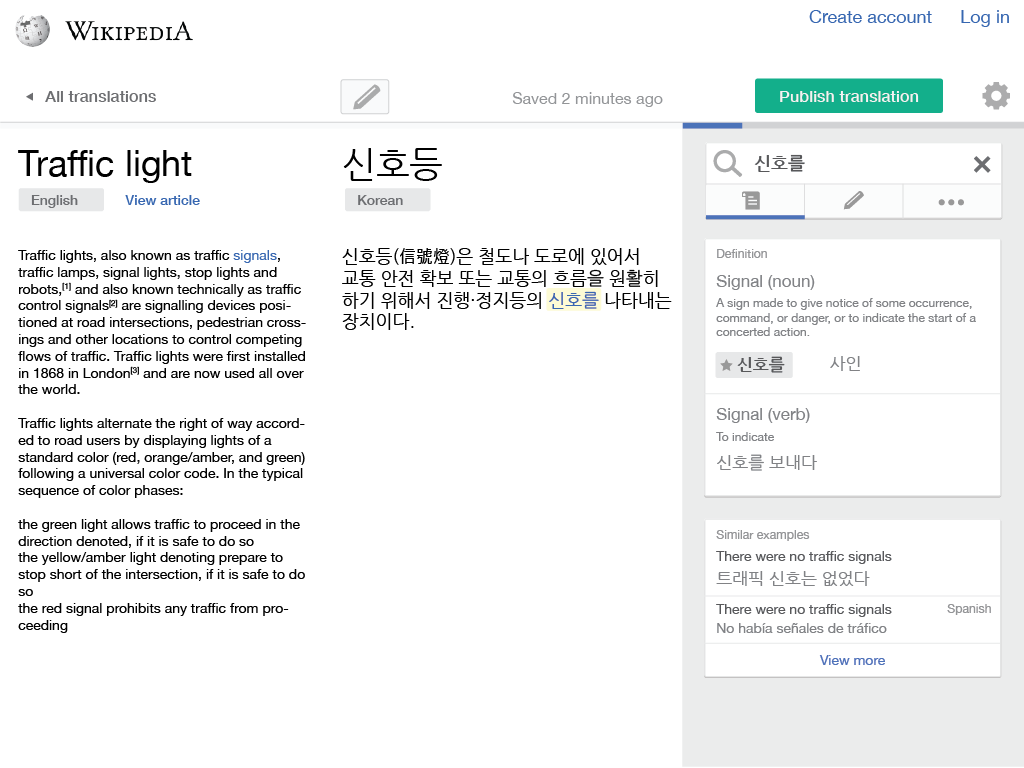 WIKIPEDIA
Create account
Log in
All translations
Saved 2 minutes ago
Publish translation
Traffic light
English
View article
Traffic lights, also known as traffic signals,
traffic lamps, signal lights, stop lights and
robots,[1] and also known technically as traffic
control signals[2] are signalling devices posi-
tioned at road intersections, pedestrian cross-
ings and other locations to control competing
flows of traffic. Traffic lights were first installed
in 1868 in London[3] and are now used all over
the world.
Traffic lights alternate the right of way accord-
ed to road users by displaying lights of a
standard color (red, orange/amber, and green)
following a universal color code. In the typical
sequence of color phases:
the green light allows traffic to proceed in the
direction denoted, if it is safe to do so
the yellow/amber light denoting prepare to
stop short of the intersection, if it is safe to do
so
the red signal prohibits any traffic from pro-
ceeding
신호등
Korean
신호등(信號燈)은 철도나 도로에 있어서
교통 안전 확보 또는 교통의 흐름을 원활히
하기 위해서 진행·정지등의 신호를 나타내는
장치이다.
신호를
Definition
Signal (noun)
A sign made to give notice of some occurrence,
command, or danger, or to indicate the start of a
concerted action.
신호를
사인
Signal (verb)
To indicate
신호를 보내다
Similar examples
There were no traffic signals
트래픽 신호는 없었다
There were no traffic signals
Spanish
No había señales de tráfico
View more